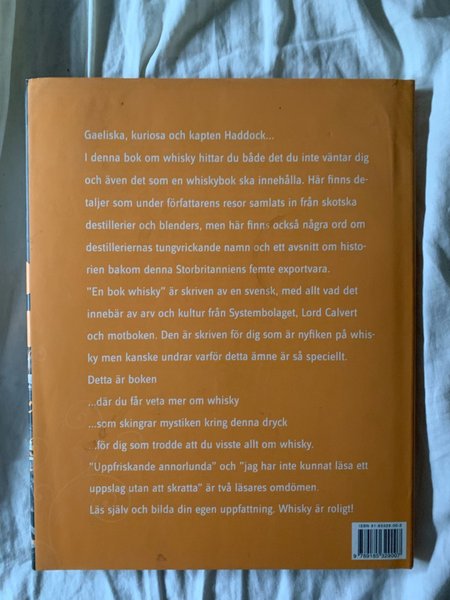 Gaeliska, kuriosa och kapten Haddock...
I denna bok om whisky hittar du både det du inte väntar dig
och även det som en whiskybok ska innehålla. Här finns de-
taljer som under författarens resor samlats in från skotska
destillerier och blenders, men här finns också några ord om
destilleriernas tungvrickande namn och ett avsnitt om histo-
rien bakom denna Storbritanniens femte exportvara.
"En bok whisky" är skriven av en svensk, med allt vad det
innebär av arv och kultur från Systembolaget, Lord Calvert
och motboken. Den är skriven för dig som är nyfiken på whis-
ky men kanske undrar varför detta ämne är så speciellt.
Detta är boken
...där du får veta mer om whisky
...som skingrar mystiken kring denna dryck
...för dig som trodde att du visste allt om whisky.
"Uppfriskande annorlunda" och "jag har inte kunnat läsa ett
uppslag utan att skratta" är två läsares omdömen.
Läs själv och bilda din egen uppfattning. Whisky är roligt!